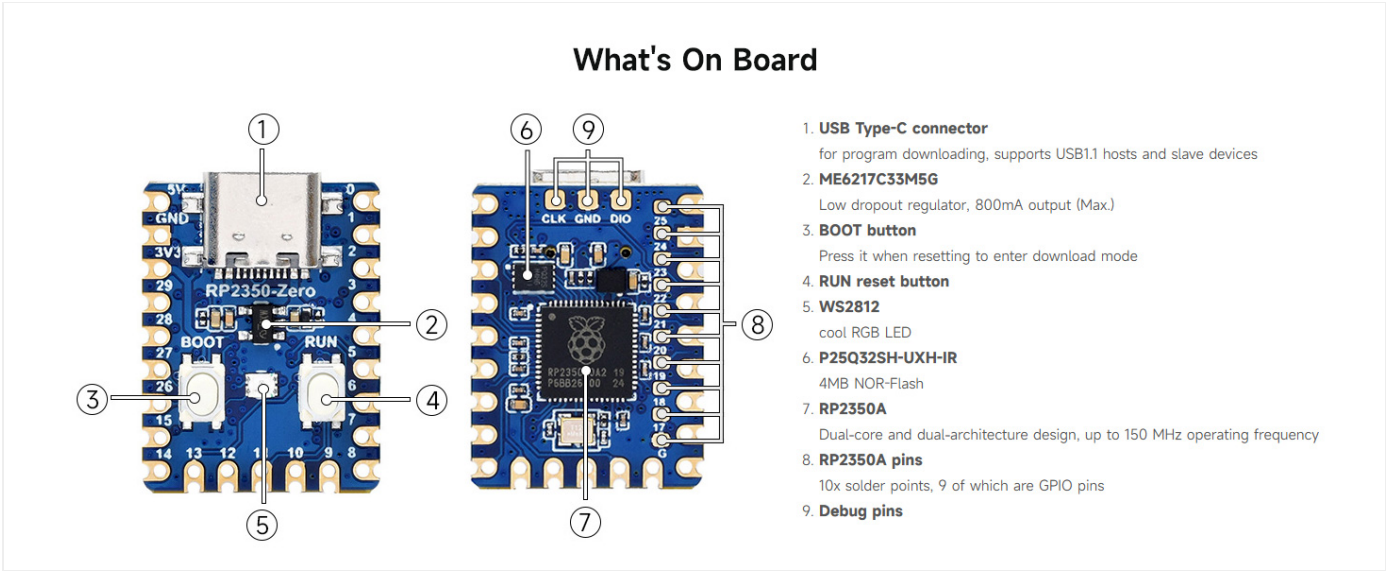 What's On Board
1
6
9
5V
0
GND
1
3V3
2
29
3
28
4
27
5
26
6
15
7
14
13
12
11
10
9
8
RP2350-Zero
BOOT
RUN
2
3
4
5
CLK GND DIO
25
24
23
22
21
20
19
18
17
G
19
P6BB26.00 24
8
7
1. USB Type-C connector
for program downloading, supports USB1.1 hosts and slave devices
2. ME6217C33M5G
Low dropout regulator, 800mA output (Max.)
3. BOOT button
Press it when resetting to enter download mode
4. RUN reset button
5. WS2812
cool RGB LED
6. P25Q32SH-UXH-IR
4MB NOR-Flash
7. RP2350A
Dual-core and dual-architecture design, up to 150 MHz operating frequency
8. RP2350A pins
10x solder points, 9 of which are GPIO pins
9. Debug pins